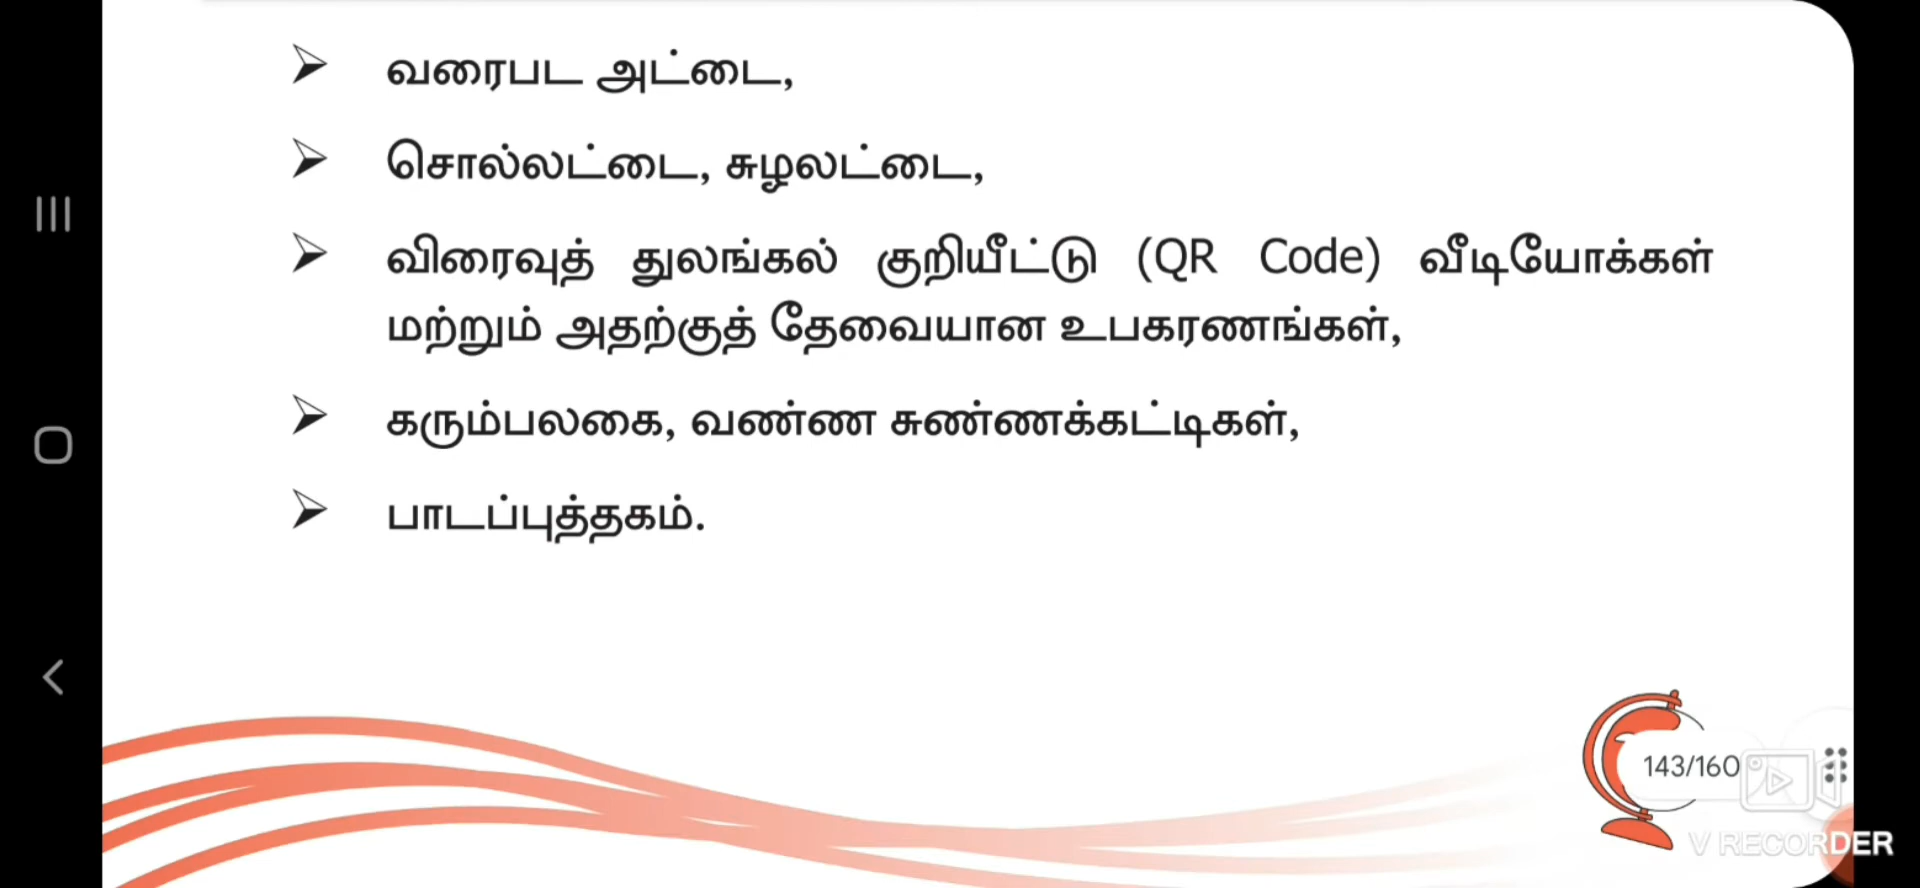 ➢ வரைபட அட்டை,
➢ சொல்லட்டை, சுழலட்டை,
➢ விரைவுத் துலங்கல் குறியீட்டு (QR Code) வீடியோக்கள்
மற்றும் அதற்குத் தேவையான உபகரணங்கள்,
➢ கரும்பலகை, வண்ண சுண்ணக்கட்டிகள்,
➢ பாடப்புத்தகம்.
143/160
V RECORDER